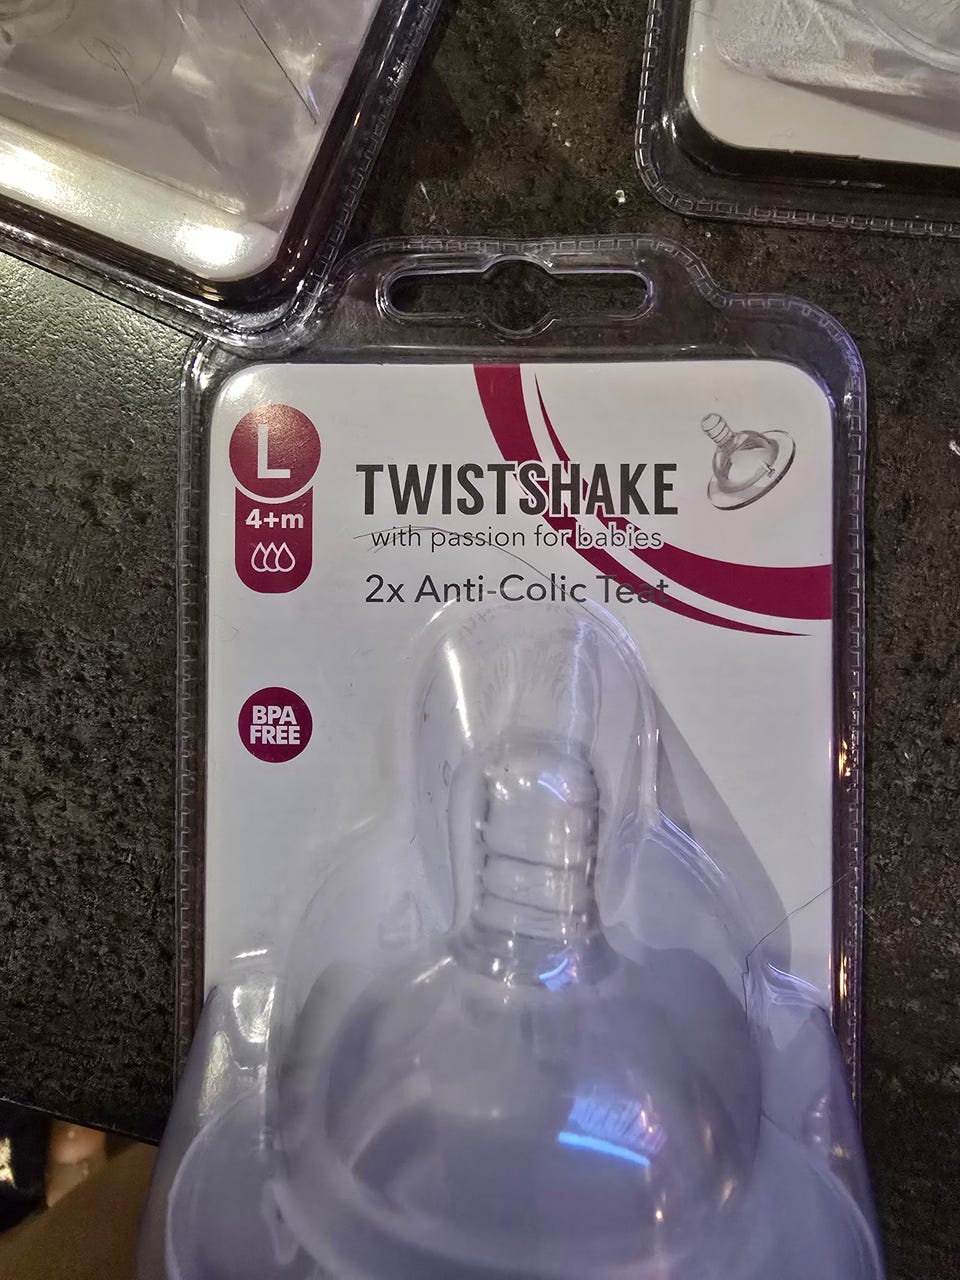 L
4+m
TWISTSHAKE
with passion for babies
2x Anti-Colic Teat
BPA
FREE